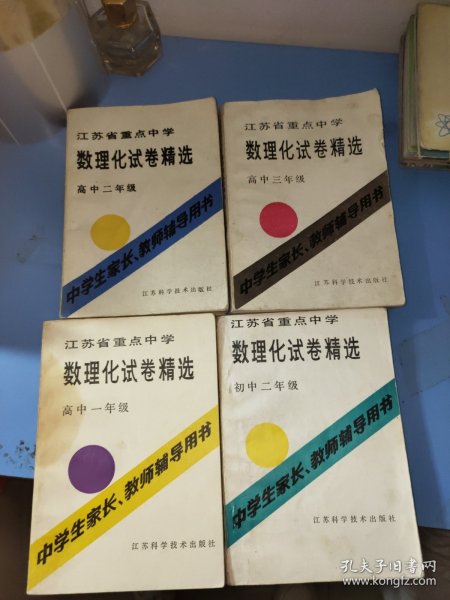 江苏省重点中学
数理化试卷精选
高中二年级
中学生家长、教师辅导用书
江苏科学技术出版社
江苏省重点中学
数理化试卷精选
高中三年级
中学生家长、教师辅导用书
江苏科学技术出版社
江苏省重点中学
数理化试卷精选
高中一年级
中学生家长、教师辅导用书
江苏科学技术出版社
江苏省重点中学
数理化试卷精选
初中二年级
中学生家长、教师辅导用书
江苏科学技术出版社
孔夫子旧书网
www.kongfz.com